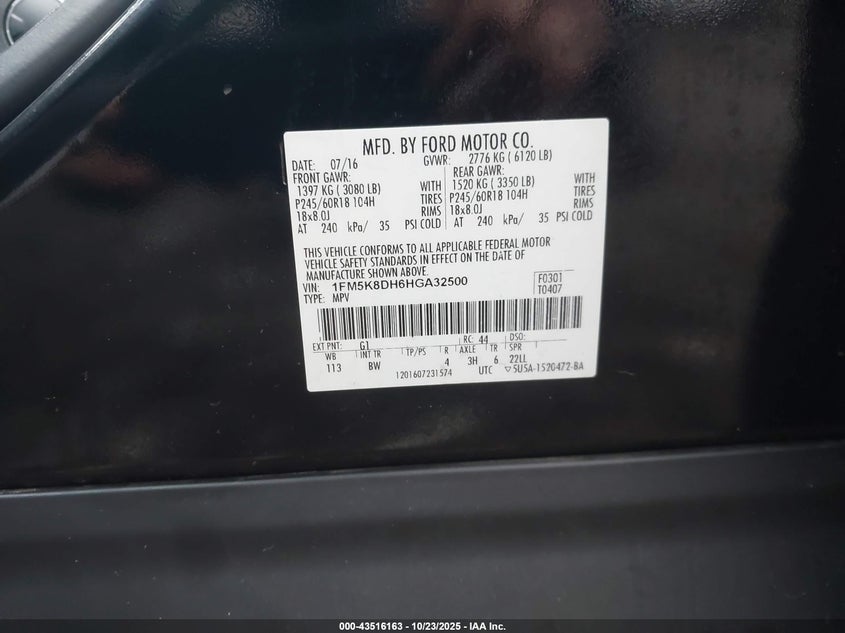 MFD. BY FORD MOTOR CO.
DATE: 07/16 GVWR: 2776 KG ( 6120 LB)
FRONT GAWR: REAR GAWR:
1397 KG ( 3080 LB) WITH 1520 KG ( 3350 LB) WITH
P245/60R18 104H TIRES P245/60R18 104H TIRES
18x8.0J RIMS 18x8.0J RIMS
AT 240 kPa/ 35 PSI COLD AT 240 kPa/ 35 PSI COLD
THIS VEHICLE CONFORMS TO ALL APPLICABLE FEDERAL MOTOR
VEHICLE SAFETY STANDARDS IN EFFECT ON THE DATE OF
MANUFACTURE SHOWN ABOVE.
VIN: 1FM5K8DH6HGA32500 F0301
TYPE: MPV T0407
EXT PNT: G1 RC: 44 DSO:
WB INT TR TP/PS R AXLE TR SPR
113 BW 4 3H 6 22LL
1201607231574 UTC ▽5U5A-1520472-BA
000-43516163 - 10/23/2025 - IAA Inc.